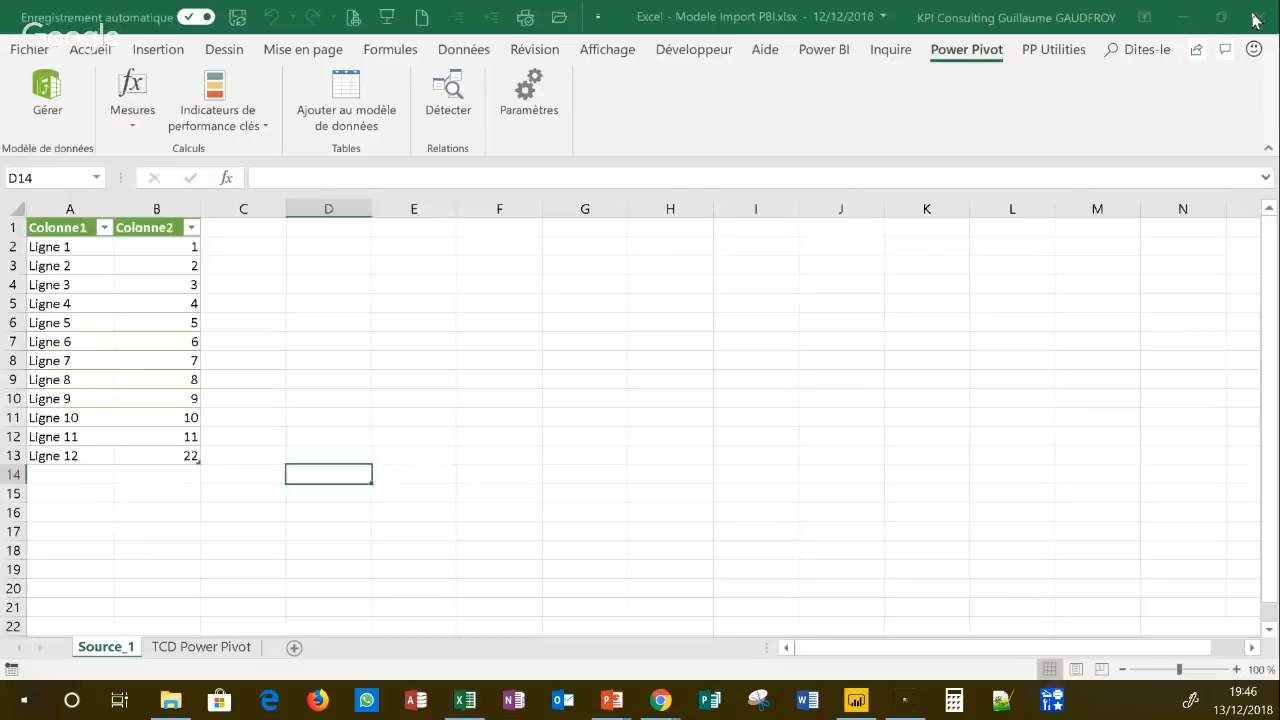 Enregistrement automatique
Excel - Modele Import PBI.xlsx - 12/12/2018
KPI Consulting Guillaume GAUDFROY
Google
Fichier Accueil Insertion Dessin Mise en page Formules Données Révision Affichage Développeur Aide Power BI Inquire Power Pivot PP Utilities Dites-le
Gérer
Mesures
Indicateurs de
performance clés
Ajouter au modèle
de données
Détecter
Paramètres
Modèle de données
Calculs
Tables
Relations
D14
fx
A B C D E F G H I J K L M N
1 Colonne1 Colonne2
2 Ligne 1 1
3 Ligne 2 2
4 Ligne 3 3
5 Ligne 4 4
6 Ligne 5 5
7 Ligne 6 6
8 Ligne 7 7
9 Ligne 8 8
10 Ligne 9 9
11 Ligne 10 10
12 Ligne 11 11
13 Ligne 12 22
14
15
16
17
18
19
20
21
22
Source_1 TCD Power Pivot
100 %
19:46
13/12/2018